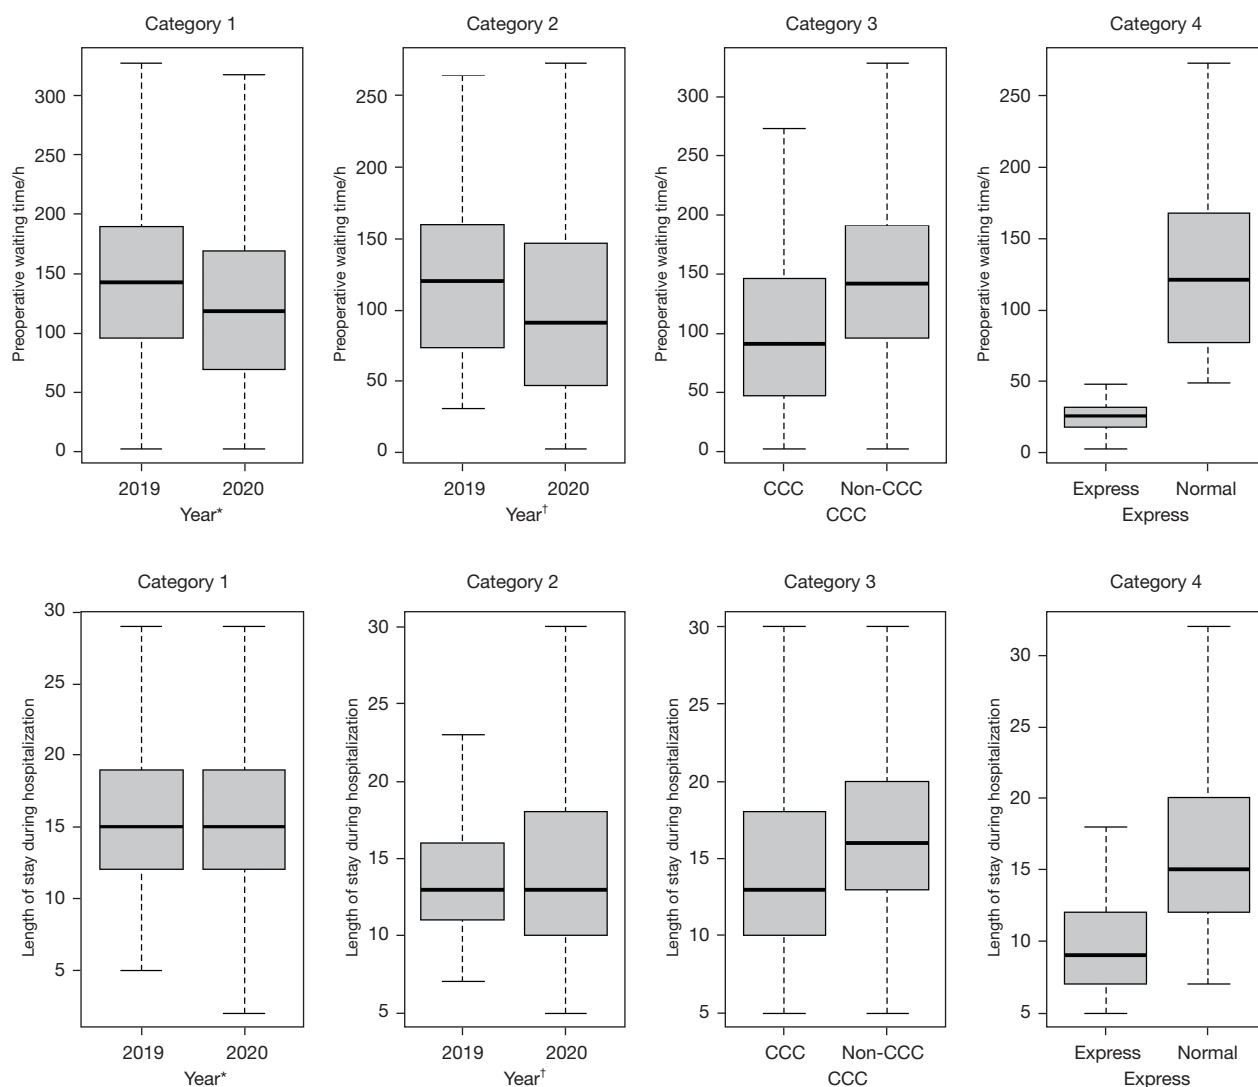 Category 1
Preoperative waiting time/h
300
250
200
150
100
50
0
2019 2020
Year*
Category 2
Preoperative waiting time/h
250
200
150
100
50
0
2019 2020
Year†
Category 3
Preoperative waiting time/h
300
250
200
150
100
50
0
CCC Non-CCC
CCC
Category 4
Preoperative waiting time/h
250
200
150
100
50
0
Express Normal
Express
Category 1
Length of stay during hospitalization
30
25
20
15
10
5
2019 2020
Year*
Category 2
Length of stay during hospitalization
30
25
20
15
10
5
2019 2020
Year†
Category 3
Length of stay during hospitalization
30
25
20
15
10
5
CCC Non-CCC
CCC
Category 4
Length of stay during hospitalization
30
25
20
15
10
5
Express Normal
Express